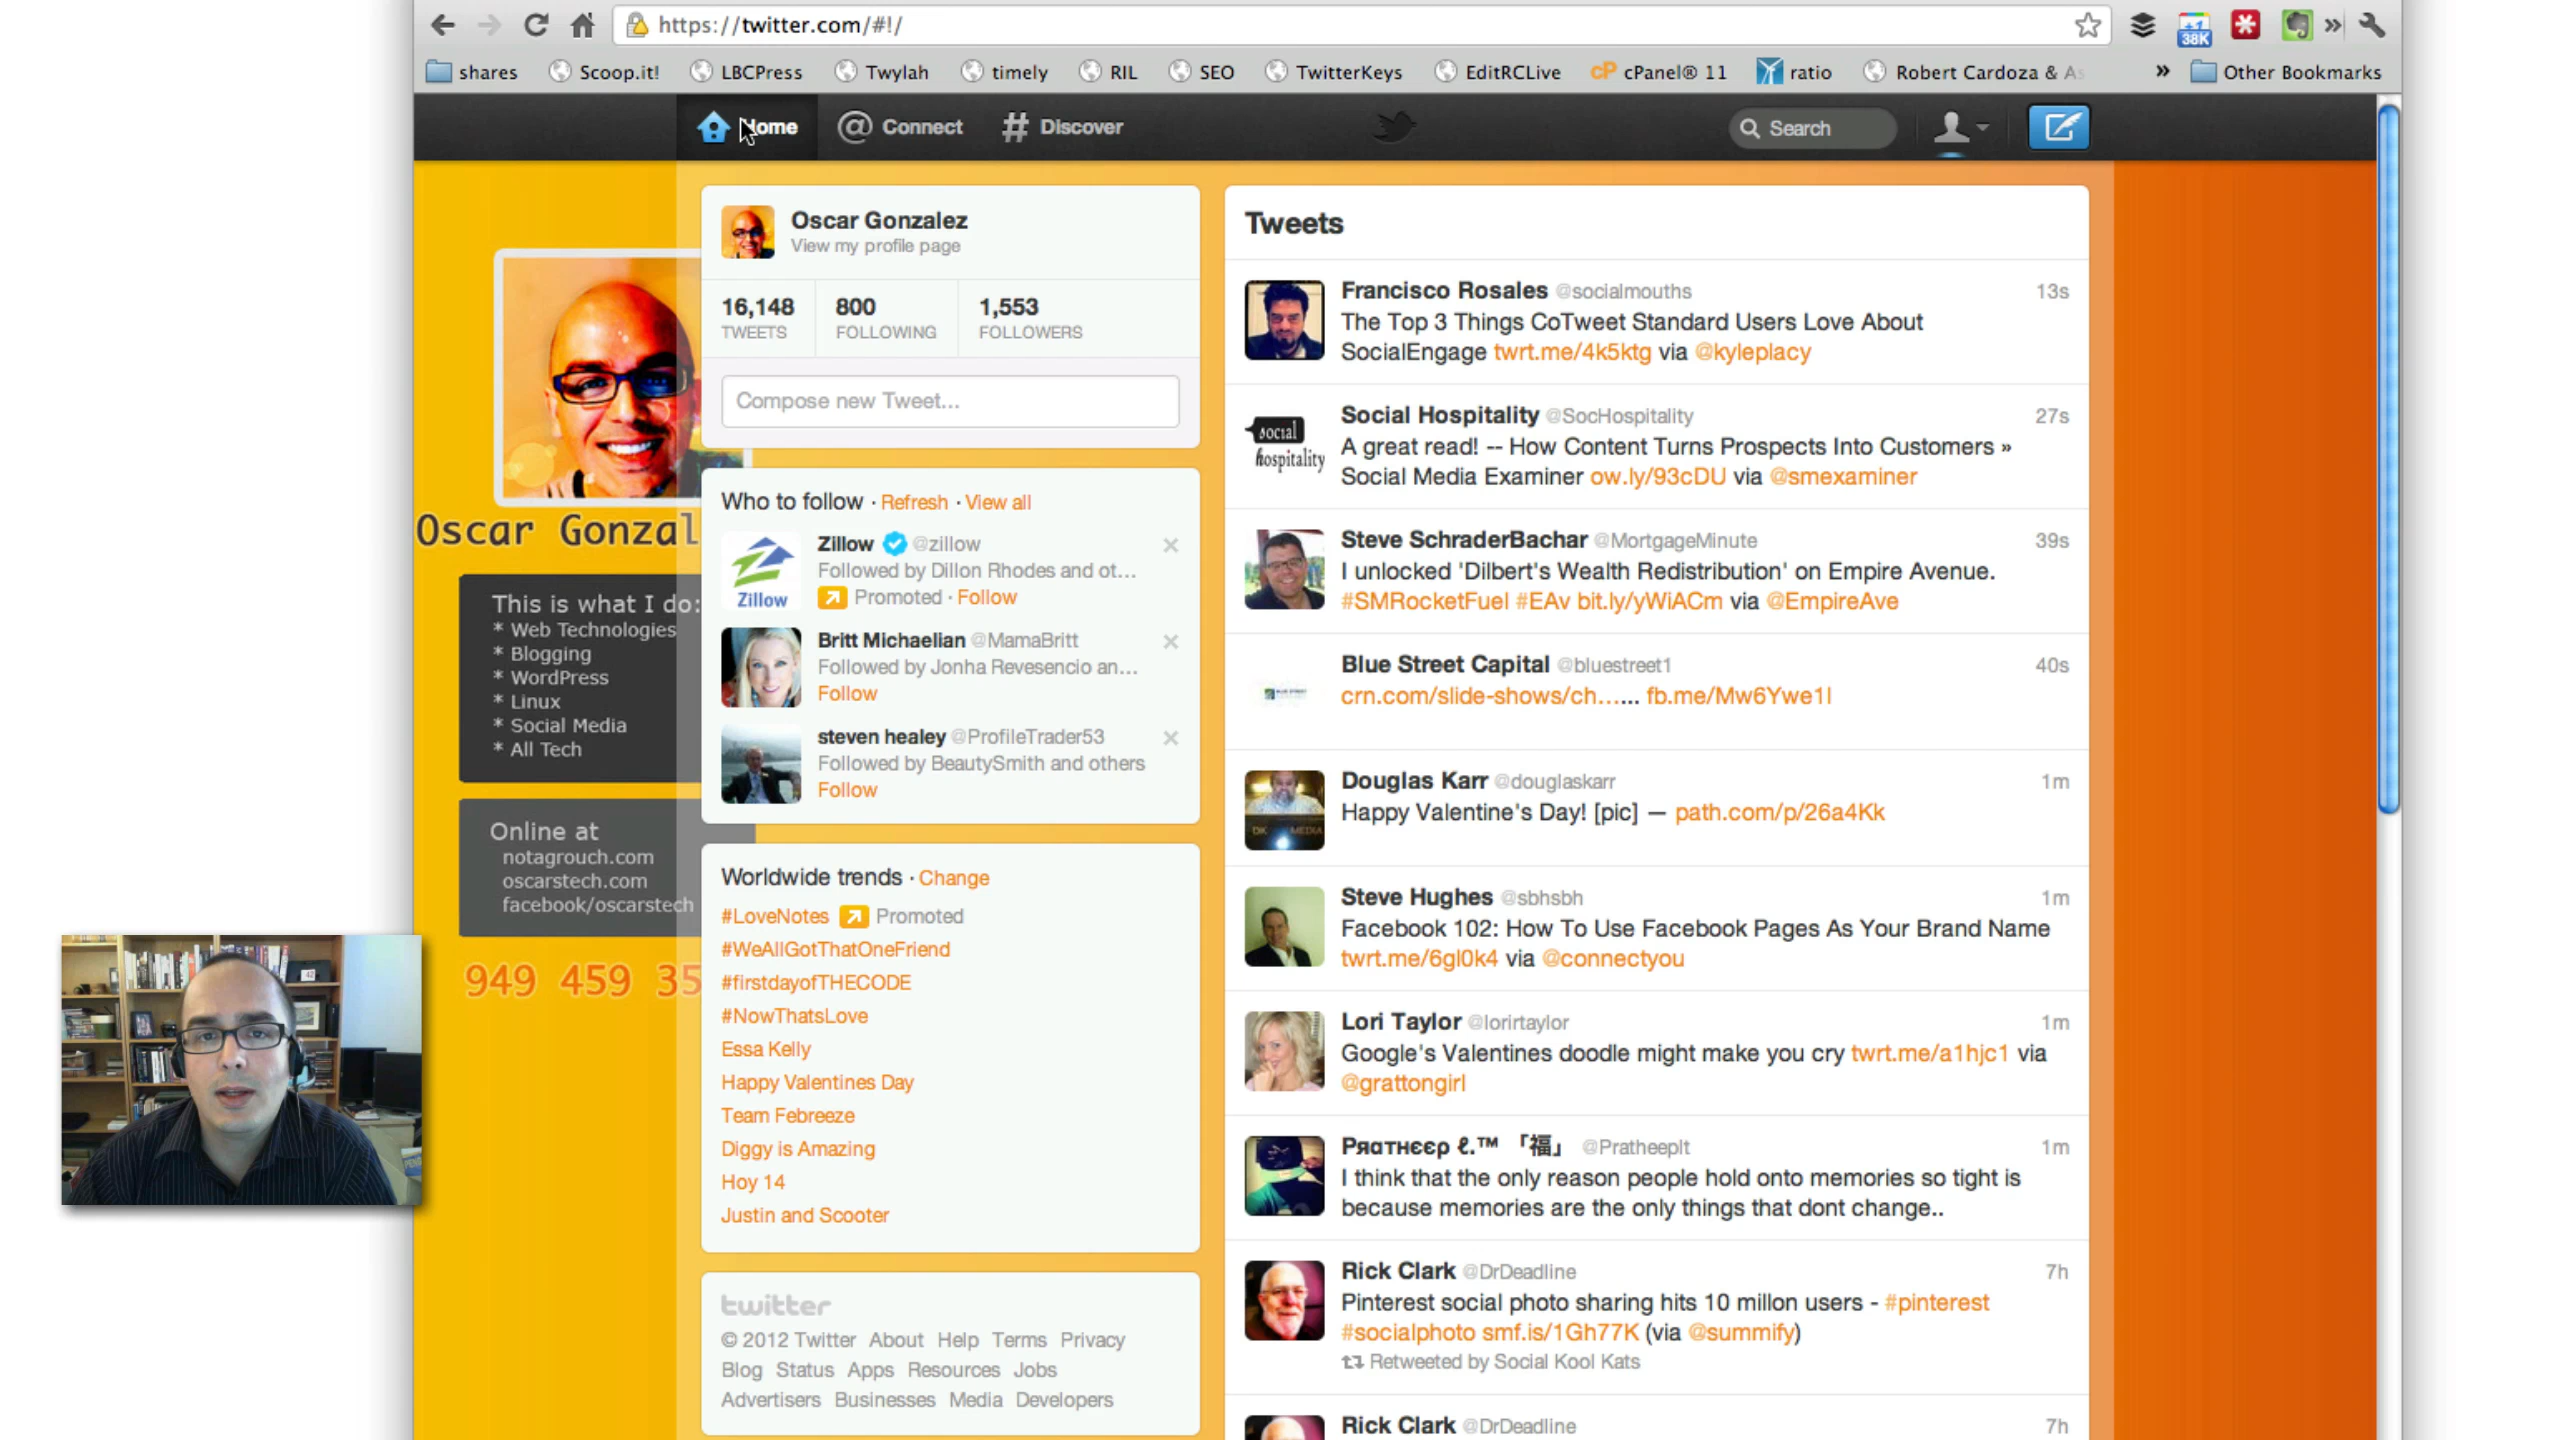 https://twitter.com/#!/
+1
38K
shares Scoop.it! LBCPress Twylah timely RIL SEO TwitterKeys EditRCLive cP cPanel® 11 ratio Robert Cardoza & As » Other Bookmarks
Home @ Connect # Discover Search
Oscar Gonzalez
View my profile page
16,148 800 1,553
TWEETS FOLLOWING FOLLOWERS
Compose new Tweet...
Who to follow · Refresh · View all
Zillow @zillow
Followed by Dillon Rhodes and ot...
Promoted · Follow
Zillow
Britt Michaelian @MamaBritt
Followed by Jonha Revesencio an...
Follow
steven healey @ProfileTrader53
Followed by BeautySmith and others
Follow
Worldwide trends · Change
#LoveNotes Promoted
#WeAllGotThatOneFriend
#firstdayofTHECODE
#NowThatsLove
Essa Kelly
Happy Valentines Day
Team Febreeze
Diggy is Amazing
Hoy 14
Justin and Scooter
twitter
© 2012 Twitter About Help Terms Privacy
Blog Status Apps Resources Jobs
Advertisers Businesses Media Developers
Oscar Gonzal
This is what I do:
* Web Technologies
* Blogging
* WordPress
* Linux
* Social Media
* All Tech
Online at
notagrouch.com
oscarstech.com
facebook/oscarstech
949 459 35
Tweets
Francisco Rosales @socialmouths 13s
The Top 3 Things CoTweet Standard Users Love About
SocialEngage twrt.me/4k5ktg via @kyleplacy
social
hospitality
Social Hospitality @SocHospitality 27s
A great read! -- How Content Turns Prospects Into Customers »
Social Media Examiner ow.ly/93cDU via @smexaminer
Steve SchraderBachar @MortgageMinute 39s
I unlocked 'Dilbert's Wealth Redistribution' on Empire Avenue.
#SMRocketFuel #EAv bit.ly/yWiACm via @EmpireAve
Blue Street Capital @bluestreet1 40s
crn.com/slide-shows/ch...... fb.me/Mw6Ywe1l
Douglas Karr @douglaskarr 1m
Happy Valentine's Day! [pic] — path.com/p/26a4Kk
DK MEDIA
Steve Hughes @sbhsbh 1m
Facebook 102: How To Use Facebook Pages As Your Brand Name
twrt.me/6gl0k4 via @connectyou
Lori Taylor @lorirtaylor 1m
Google's Valentines doodle might make you cry twrt.me/a1hjc1 via
@grattongirl
Pяαтнєєρ ℓ.™ 「福」 @Pratheeplt 1m
I think that the only reason people hold onto memories so tight is
because memories are the only things that dont change..
Rick Clark @DrDeadline 7h
Pinterest social photo sharing hits 10 millon users - #pinterest
#socialphoto smf.is/1Gh77K (via @summify)
Retweeted by Social Kool Kats
Rick Clark @DrDeadline 7h